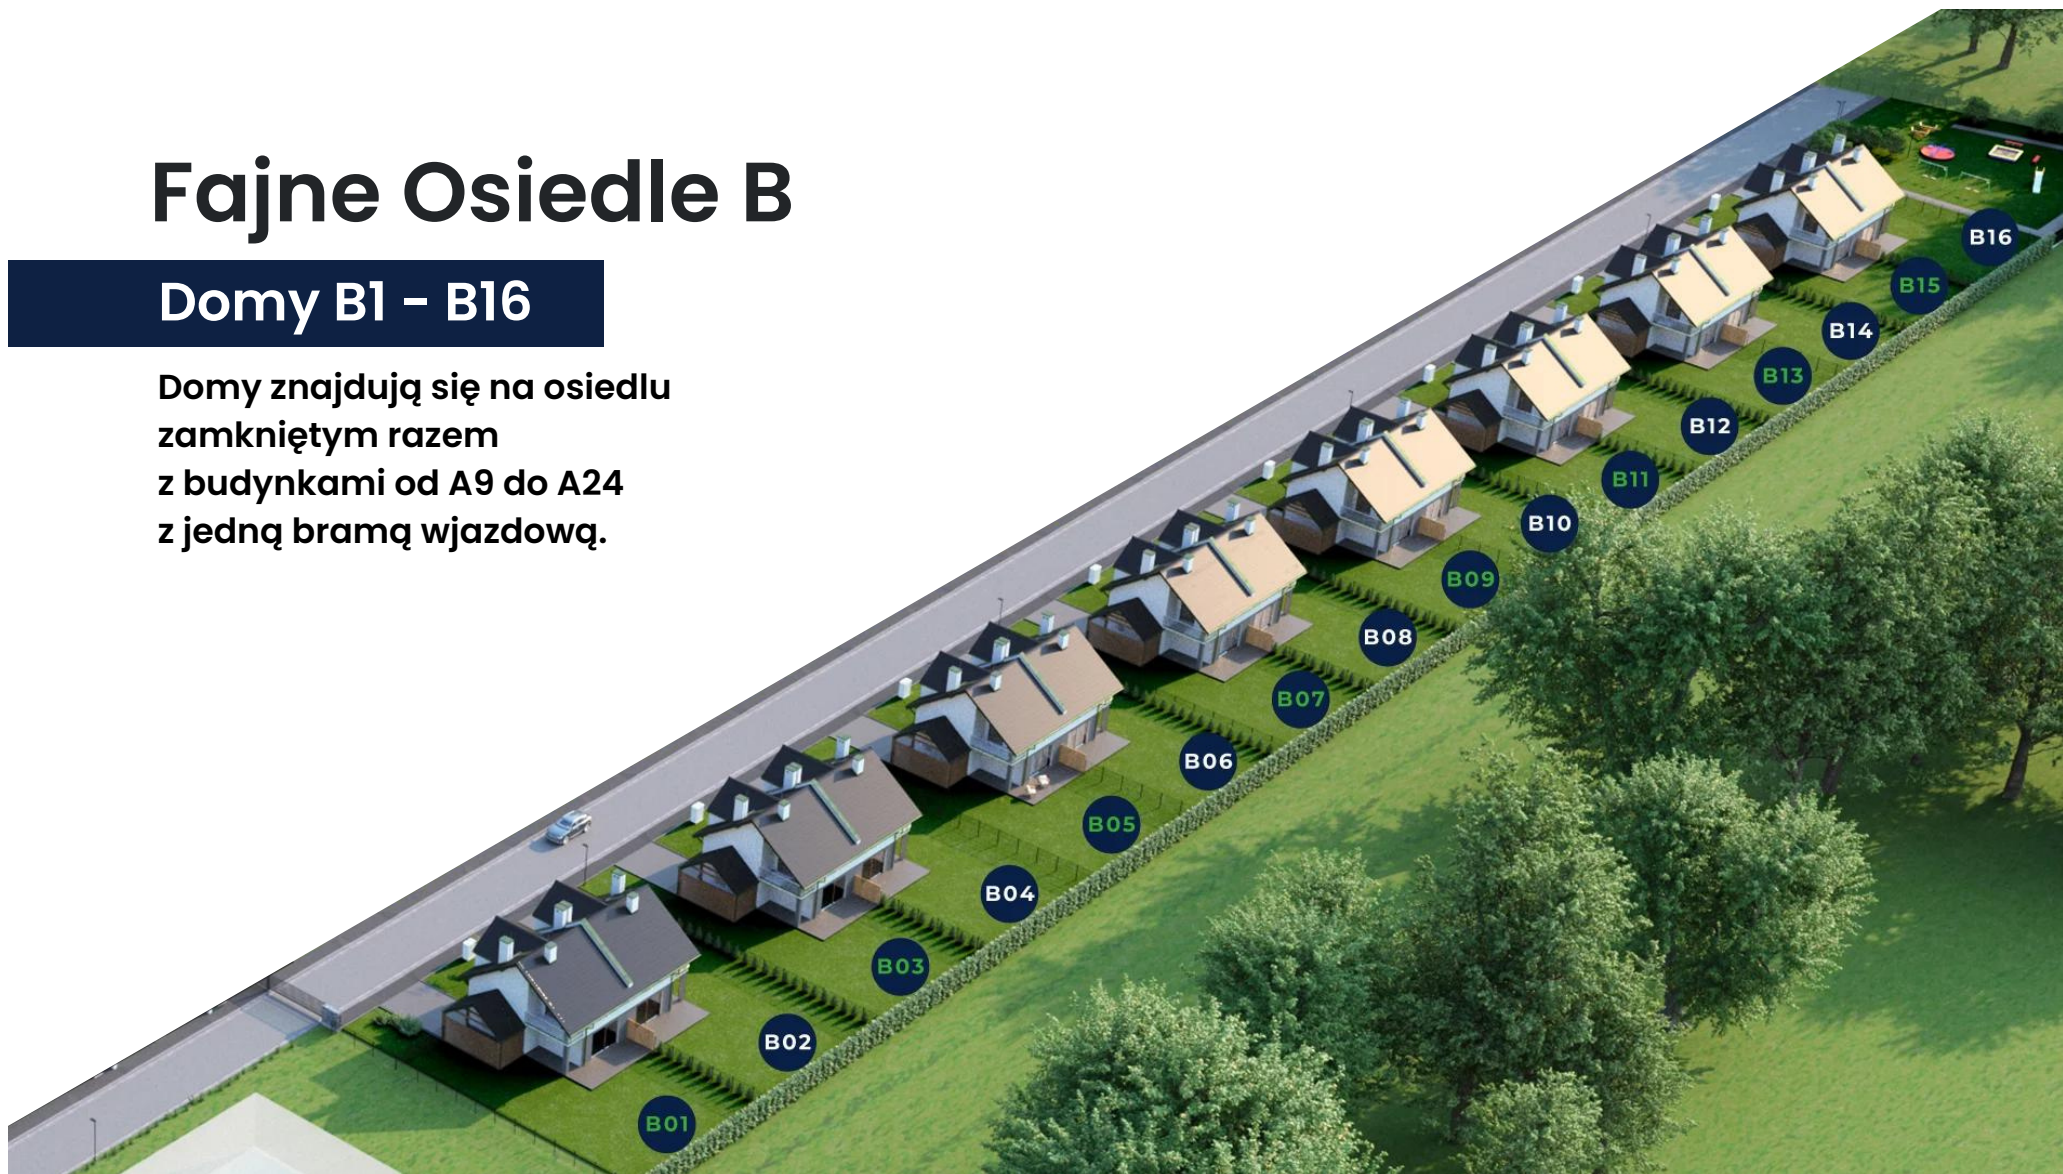 Fajne Osiedle B
Domy B1 - B16
Domy znajdują się na osiedlu
zamkniętym razem
z budynkami od A9 do A24
z jedną bramą wjazdową.
B16
B15
B14
B13
B12
B11
B10
B09
B08
B07
B06
B05
B04
B03
B02
B01